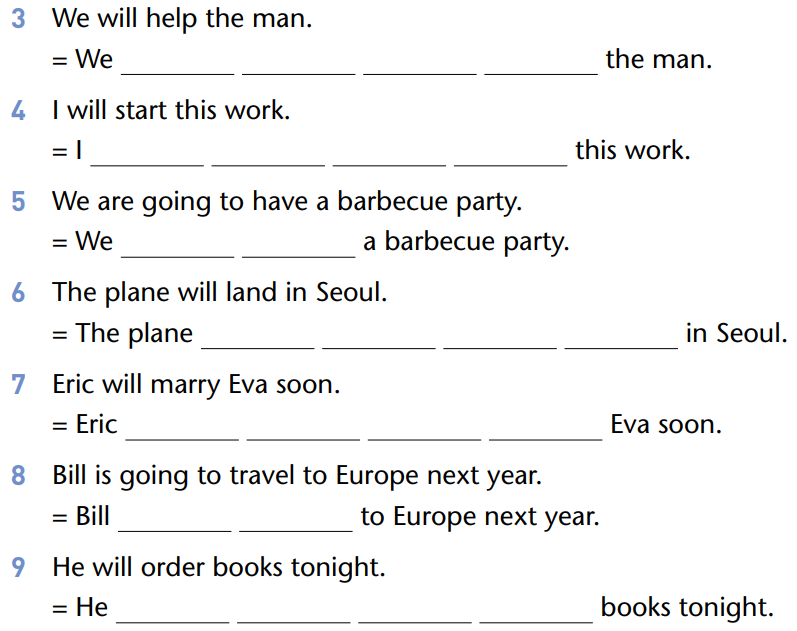 3 We will help the man.
= We ________ ________ ________ ________ the man.
4 I will start this work.
= I ________ ________ ________ ________ this work.
5 We are going to have a barbecue party.
= We ________ ________ a barbecue party.
6 The plane will land in Seoul.
= The plane ________ ________ ________ ________ in Seoul.
7 Eric will marry Eva soon.
= Eric ________ ________ ________ ________ Eva soon.
8 Bill is going to travel to Europe next year.
= Bill ________ ________ to Europe next year.
9 He will order books tonight.
= He ________ ________ ________ ________ books tonight.